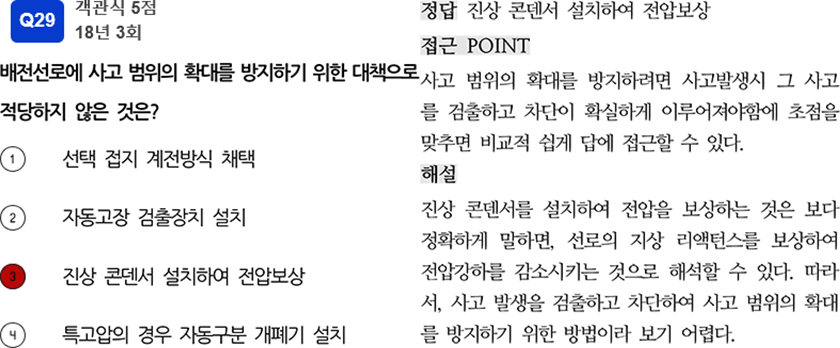 Q29
객관식 5점
18년 3회
배전선로에 사고 범위의 확대를 방지하기 위한 대책으로
적당하지 않은 것은?
1 선택 접지 계전방식 채택
2 자동고장 검출장치 설치
3 진상 콘덴서 설치하여 전압보상
4 특고압의 경우 자동구분 개폐기 설치
정답 진상 콘덴서 설치하여 전압보상
접근 POINT
사고 범위의 확대를 방지하려면 사고발생시 그 사고
를 검출하고 차단이 확실하게 이루어져야함에 초점을
맞추면 비교적 쉽게 답에 접근할 수 있다.
해설
진상 콘덴서를 설치하여 전압을 보상하는 것은 보다
정확하게 말하면, 선로의 지상 리액턴스를 보상하여
전압강하를 감소시키는 것으로 해석할 수 있다. 따라
서, 사고 발생을 검출하고 차단하여 사고 범위의 확대
를 방지하기 위한 방법이라 보기 어렵다.